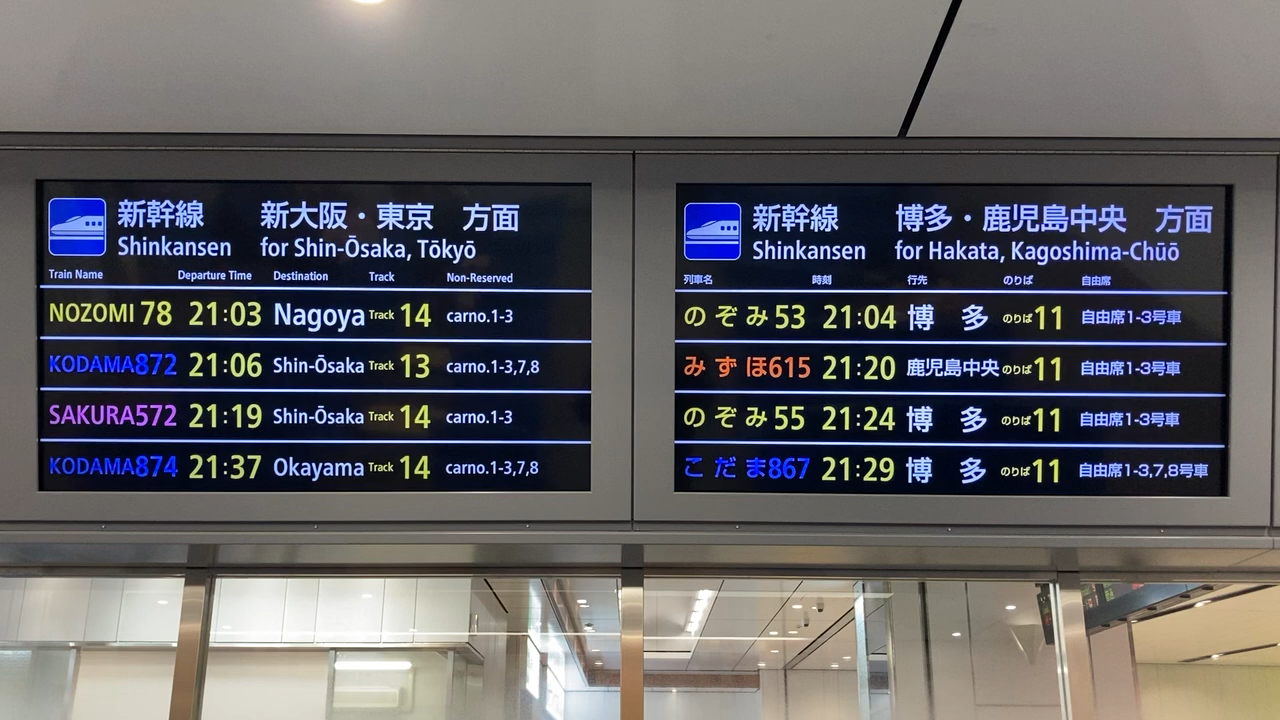 新幹線 新大阪・東京 方面
Shinkansen for Shin-Ōsaka, Tōkyō
Train Name Departure Time Destination Track Non-Reserved
NOZOMI 78 21:03 Nagoya Track 14 carno.1-3
KODAMA872 21:06 Shin-Ōsaka Track 13 carno.1-3,7,8
SAKURA572 21:19 Shin-Ōsaka Track 14 carno.1-3
KODAMA874 21:37 Okayama Track 14 carno.1-3,7,8
新幹線 博多・鹿児島中央 方面
Shinkansen for Hakata, Kagoshima-Chūō
列車名 時刻 行先 のりば 自由席
のぞみ53 21:04 博多 のりば11 自由席1-3号車
みずほ615 21:20 鹿児島中央 のりば11 自由席1-3号車
のぞみ55 21:24 博多 のりば11 自由席1-3号車
こだま867 21:29 博多 のりば11 自由席1-3,7,8号車